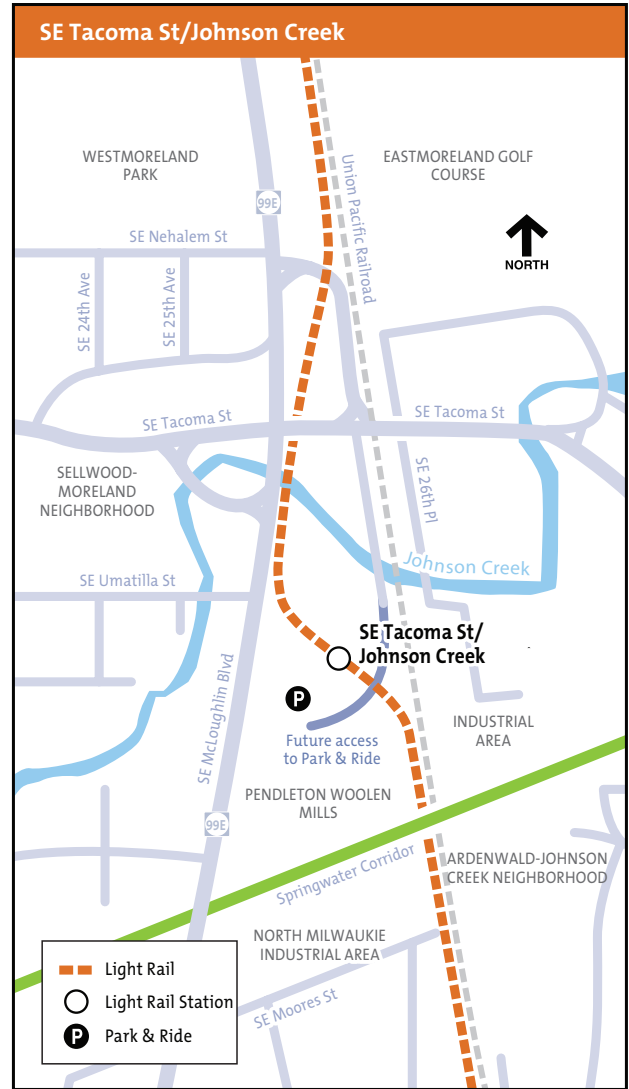 SE Tacoma St/Johnson Creek
WESTMORELAND
PARK
EASTMORELAND GOLF
COURSE
Union Pacific Railroad
99E
NORTH
SE Nehalem St
SE 24th Ave
SE 25th Ave
SE Tacoma St
SE Tacoma St
SELLWOOD-
MORELAND
NEIGHBORHOOD
SE 26th Pl
Johnson Creek
SE Umatilla St
SE Tacoma St/
Johnson Creek
SE McLoughlin Blvd
P
INDUSTRIAL
AREA
Future access
to Park & Ride
PENDLETON WOOLEN
MILLS
99E
Springwater Corridor
ARDENWALD-JOHNSON
CREEK NEIGHBORHOOD
NORTH MILWAUKIE
INDUSTRIAL AREA
SE Moores St
Light Rail
Light Rail Station
P Park & Ride